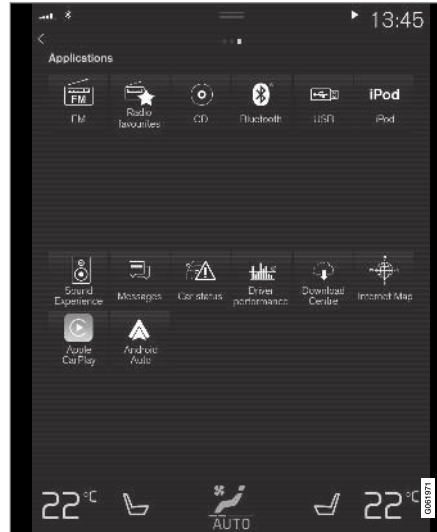 13:45
Applications
FM
iPod
FM
Radio
favourites
CD
Bluetooth
USB
iPod
Sound
Experience
Messages
Car status
Driver
performance
Download
Centre
Internet Map
Apple
CarPlay
Android
Auto
22°C
AUTO
22°C
G061971